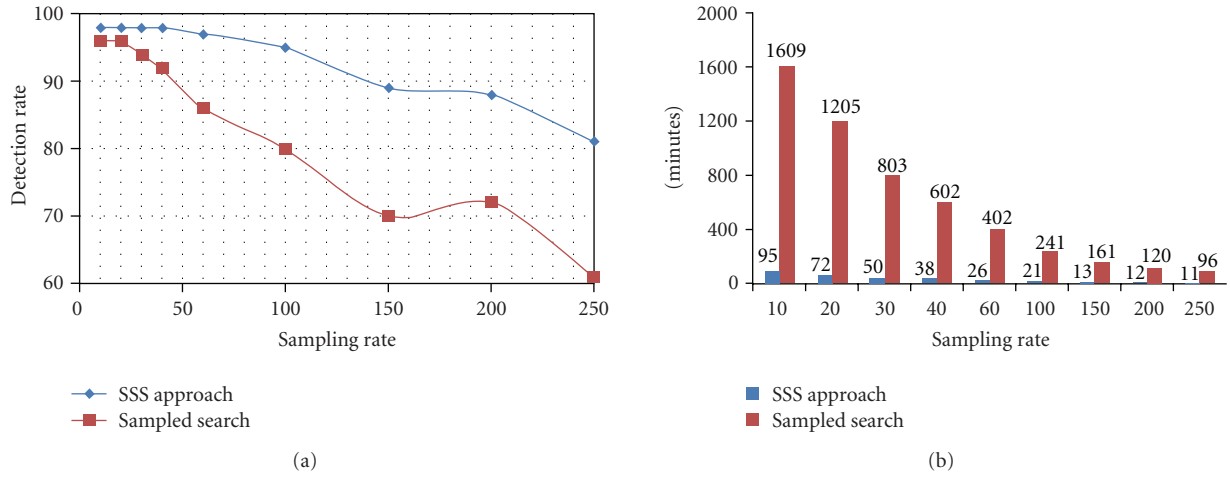 100
90
80
70
60
Detection rate
0 50 100 150 200 250
Sampling rate
SSS approach
Sampled search
(a)
2000
1600
1200
800
400
0
(minutes)
1609
1205
803
602
402
241
161
120
96
95
72
50
38
26
21
13
12
11
10 20 30 40 60 100 150 200 250
Sampling rate
SSS approach
Sampled search
(b)